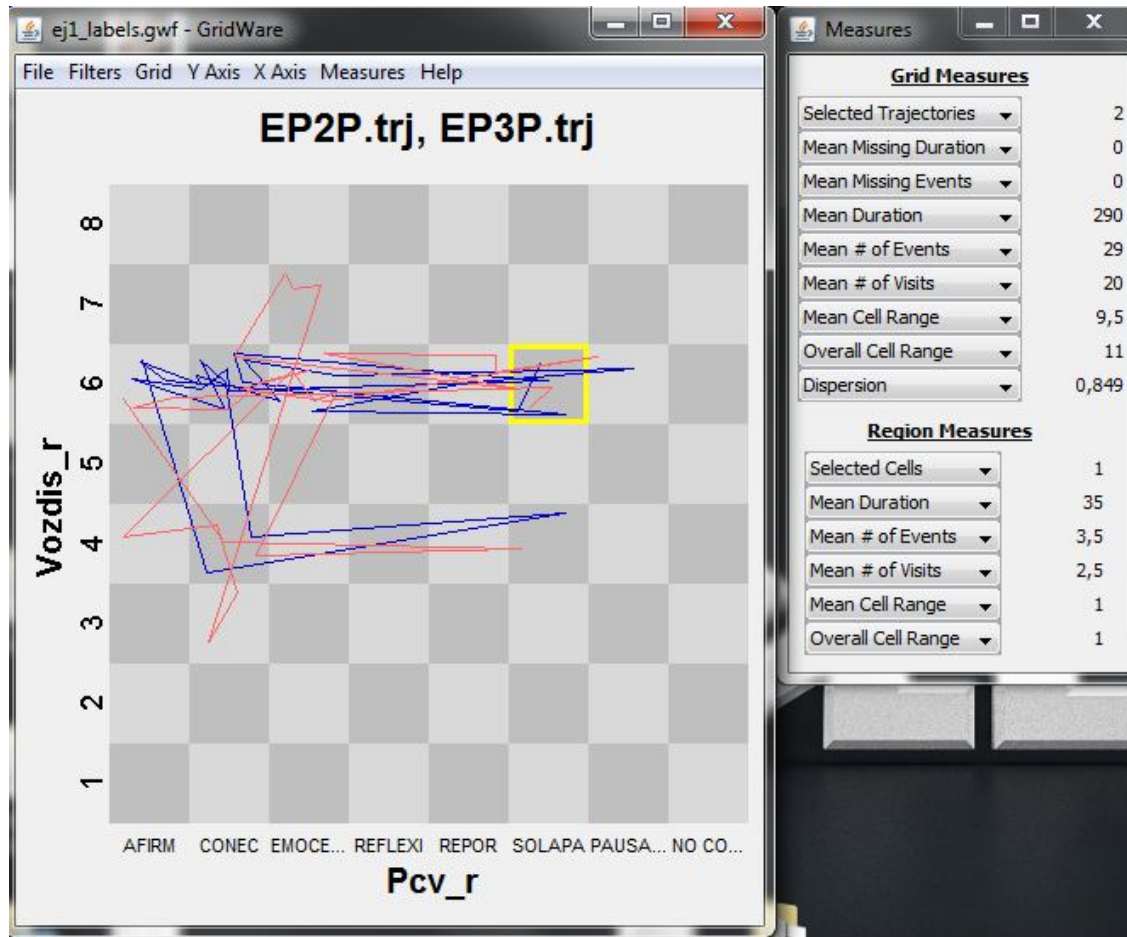 ej1_labels.gwf - GridWare
File Filters Grid Y Axis X Axis Measures Help
EP2P.trj, EP3P.trj
8
7
6
5
4
3
2
1
Vozdis_r
AFIRM CONEC EMOCE... REFLEXI REPOR SOLAPA PAUSA... NO CO...
Pcv_r
Measures
Grid Measures
Selected Trajectories 2
Mean Missing Duration 0
Mean Missing Events 0
Mean Duration 290
Mean # of Events 29
Mean # of Visits 20
Mean Cell Range 9,5
Overall Cell Range 11
Dispersion 0,849
Region Measures
Selected Cells 1
Mean Duration 35
Mean # of Events 3,5
Mean # of Visits 2,5
Mean Cell Range 1
Overall Cell Range 1